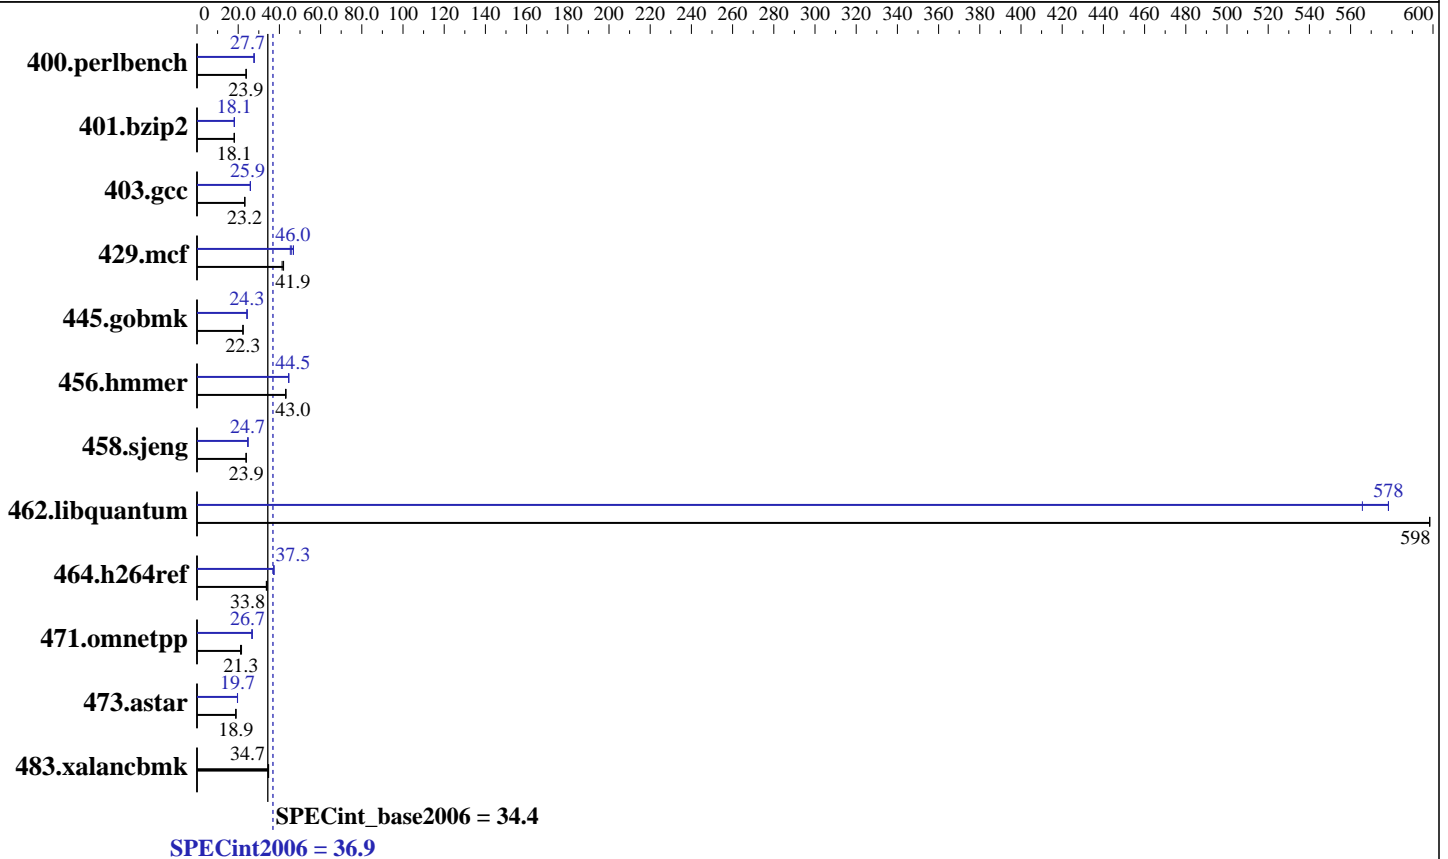 0 20.0 40.0 60.0 80.0 100 120 140 160 180 200 220 240 260 280 300 320 340 360 380 400 420 440 460 480 500 520 540 560 600
27.7
400.perlbench
23.9
18.1
401.bzip2
18.1
25.9
403.gcc
23.2
46.0
429.mcf
41.9
24.3
445.gobmk
22.3
44.5
456.hmmer
43.0
24.7
458.sjeng
23.9
578
462.libquantum
598
37.3
464.h264ref
33.8
26.7
471.omnetpp
21.3
19.7
473.astar
18.9
34.7
483.xalancbmk
SPECint_base2006 = 34.4
SPECint2006 = 36.9